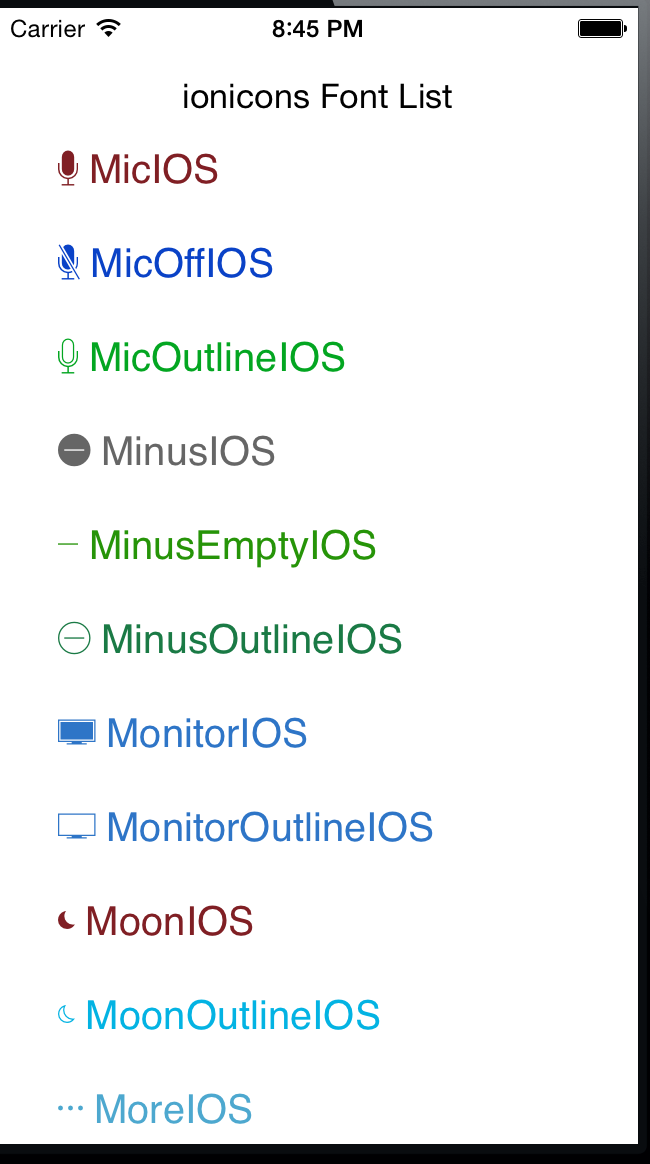 Carrier 8:45 PM
ionicons Font List
MicIOS
MicOffIOS
MicOutlineIOS
MinusIOS
MinusEmptyIOS
MinusOutlineIOS
MonitorIOS
MonitorOutlineIOS
MoonIOS
MoonOutlineIOS
MoreIOS